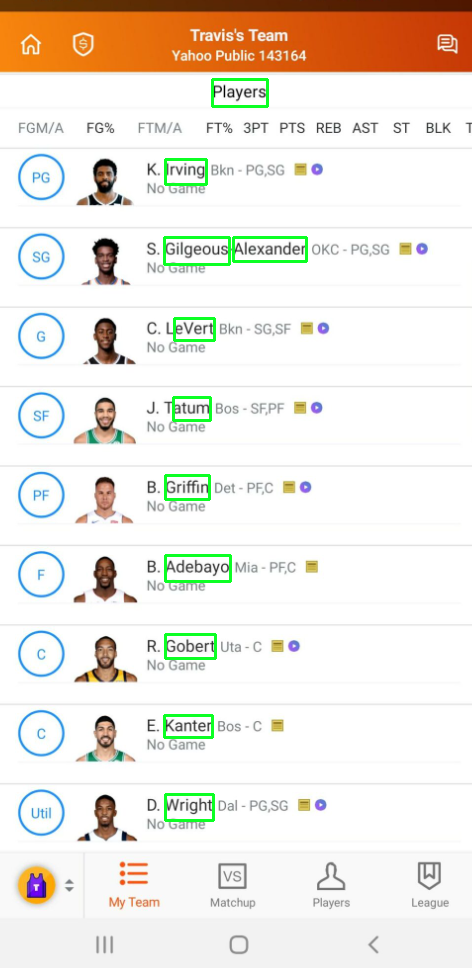 Travis's Team
Yahoo Public 143164
Players
FGM/A FG% FTM/A FT% 3PT PTS REB AST ST BLK T
PG K. Irving Bkn - PG,SG
No Game
SG S. Gilgeous-Alexander OKC - PG,SG
No Game
G C. LeVert Bkn - SG,SF
No Game
SF J. Tatum Bos - SF,PF
No Game
PF B. Griffin Det - PF,C
No Game
F B. Adebayo Mia - PF,C
No Game
C R. Gobert Uta - C
No Game
C E. Kanter Bos - C
No Game
Util D. Wright Dal - PG,SG
No Game
VS
My Team Matchup Players League